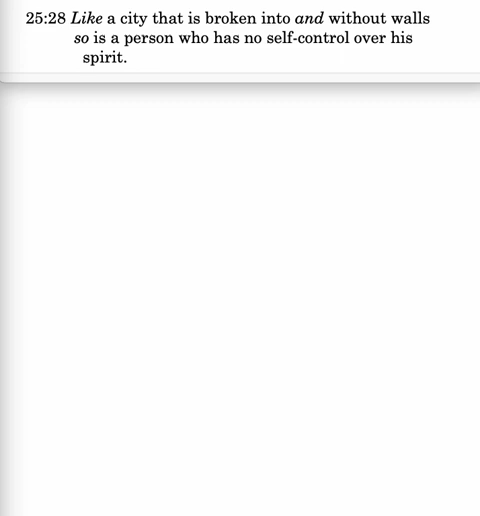 25:28 Like a city that is broken into and without walls
so is a person who has no self-control over his
spirit.